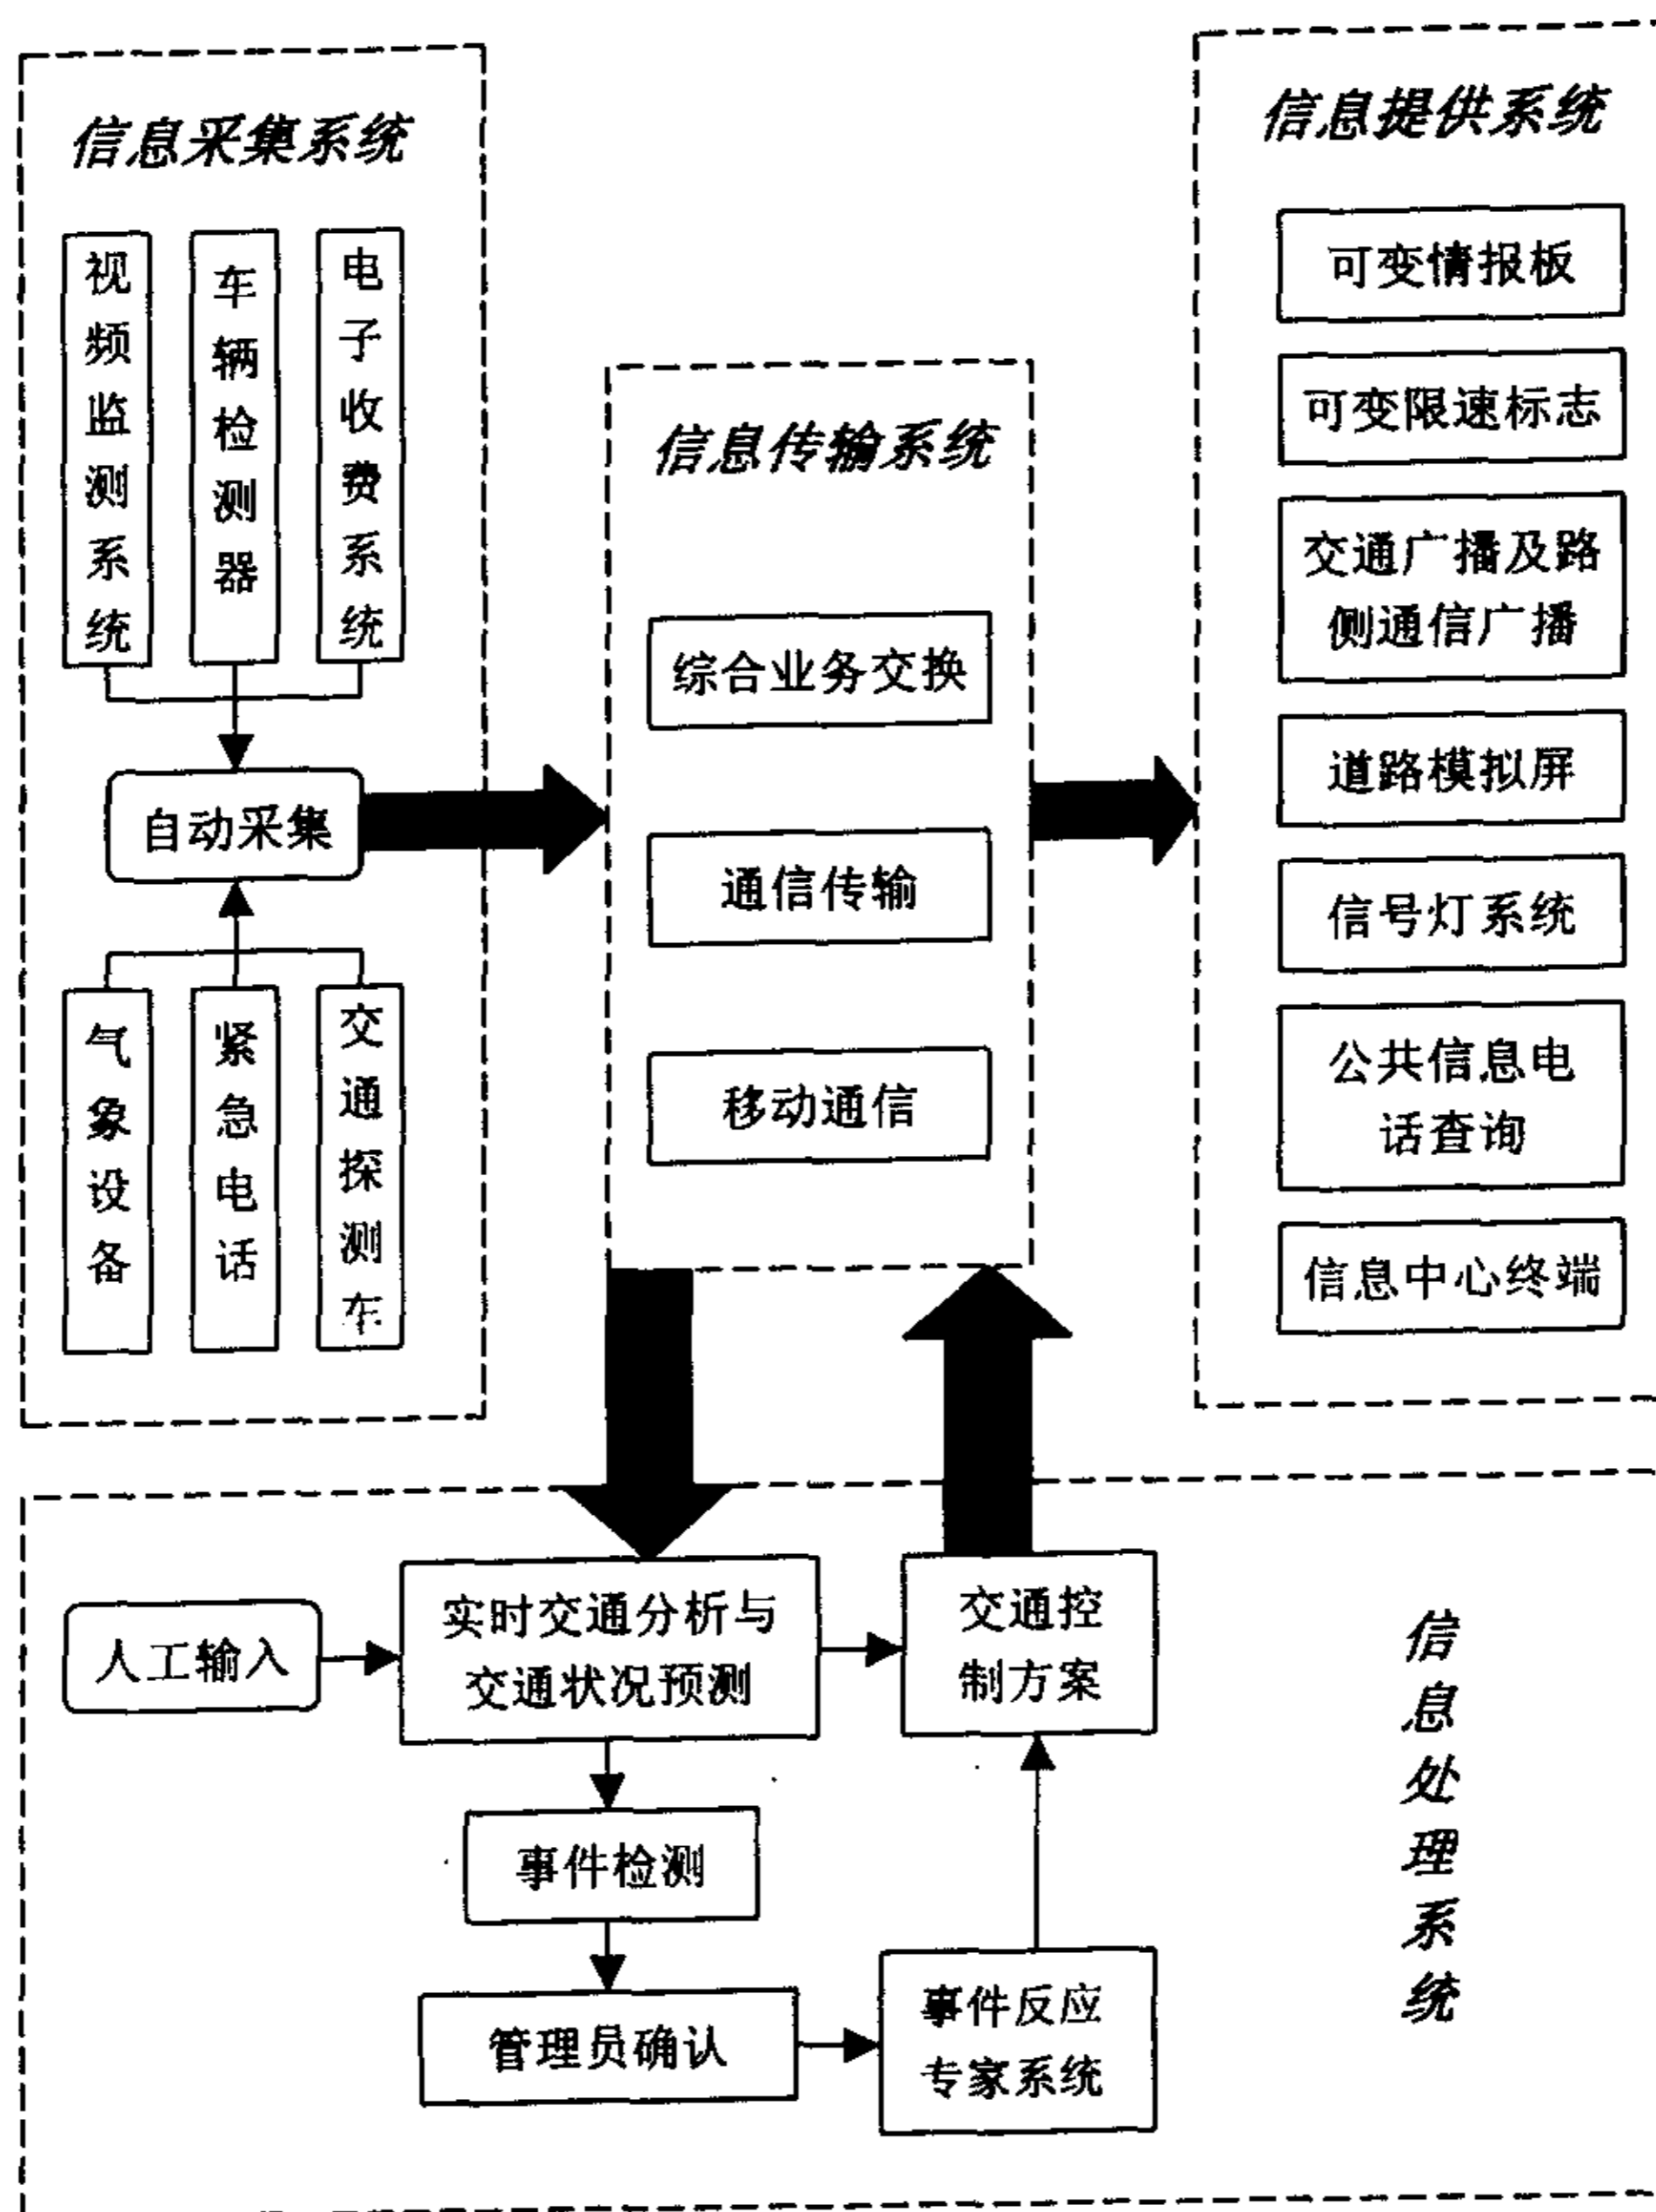 信息采集系统
视频监测系统
车辆检测器
电子收费系统
自动采集
气象设备
紧急电话
交通探测车
信息传输系统
综合业务交换
通信传输
移动通信
信息提供系统
可变情报板
可变限速标志
交通广播及路
侧通信广播
道路模拟屏
信号灯系统
公共信息电
话查询
信息中心终端
人工输入
实时交通分析与
交通状况预测
交通控
制方案
事件检测
管理员确认
事件反应
专家系统
信息处理系统